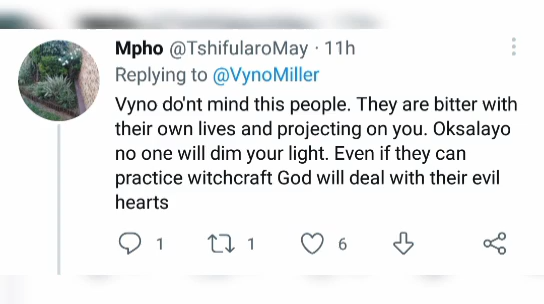 Mpho @TshifularoMay · 11h
Replying to @VynoMiller
Vyno do'nt mind this people. They are bitter with
their own lives and projecting on you. Oksalayo
no one will dim your light. Even if they can
practice witchcraft God will deal with their evil
hearts
1 1 6